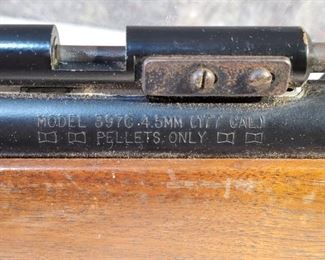 MODEL 397C 4.5MM (.177 CAL)
PELLETS ONLY